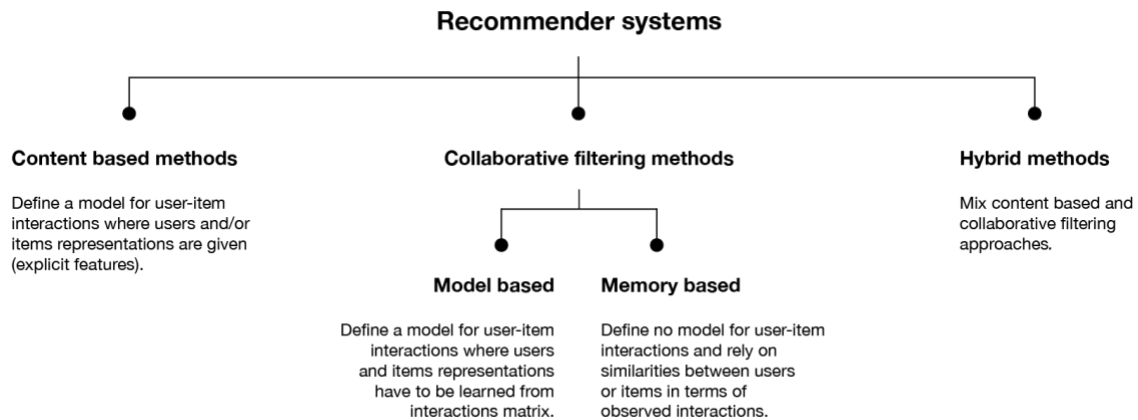 Recommender systems
Content based methods
Define a model for user-item
interactions where users and/or
items representations are given
(explicit features).
Collaborative filtering methods
Model based
Define a model for user-item
interactions where users
and items representations
have to be learned from
interactions matrix.
Memory based
Define no model for user-item
interactions and rely on
similarities between users
or items in terms of
observed interactions.
Hybrid methods
Mix content based and
collaborative filtering
approaches.